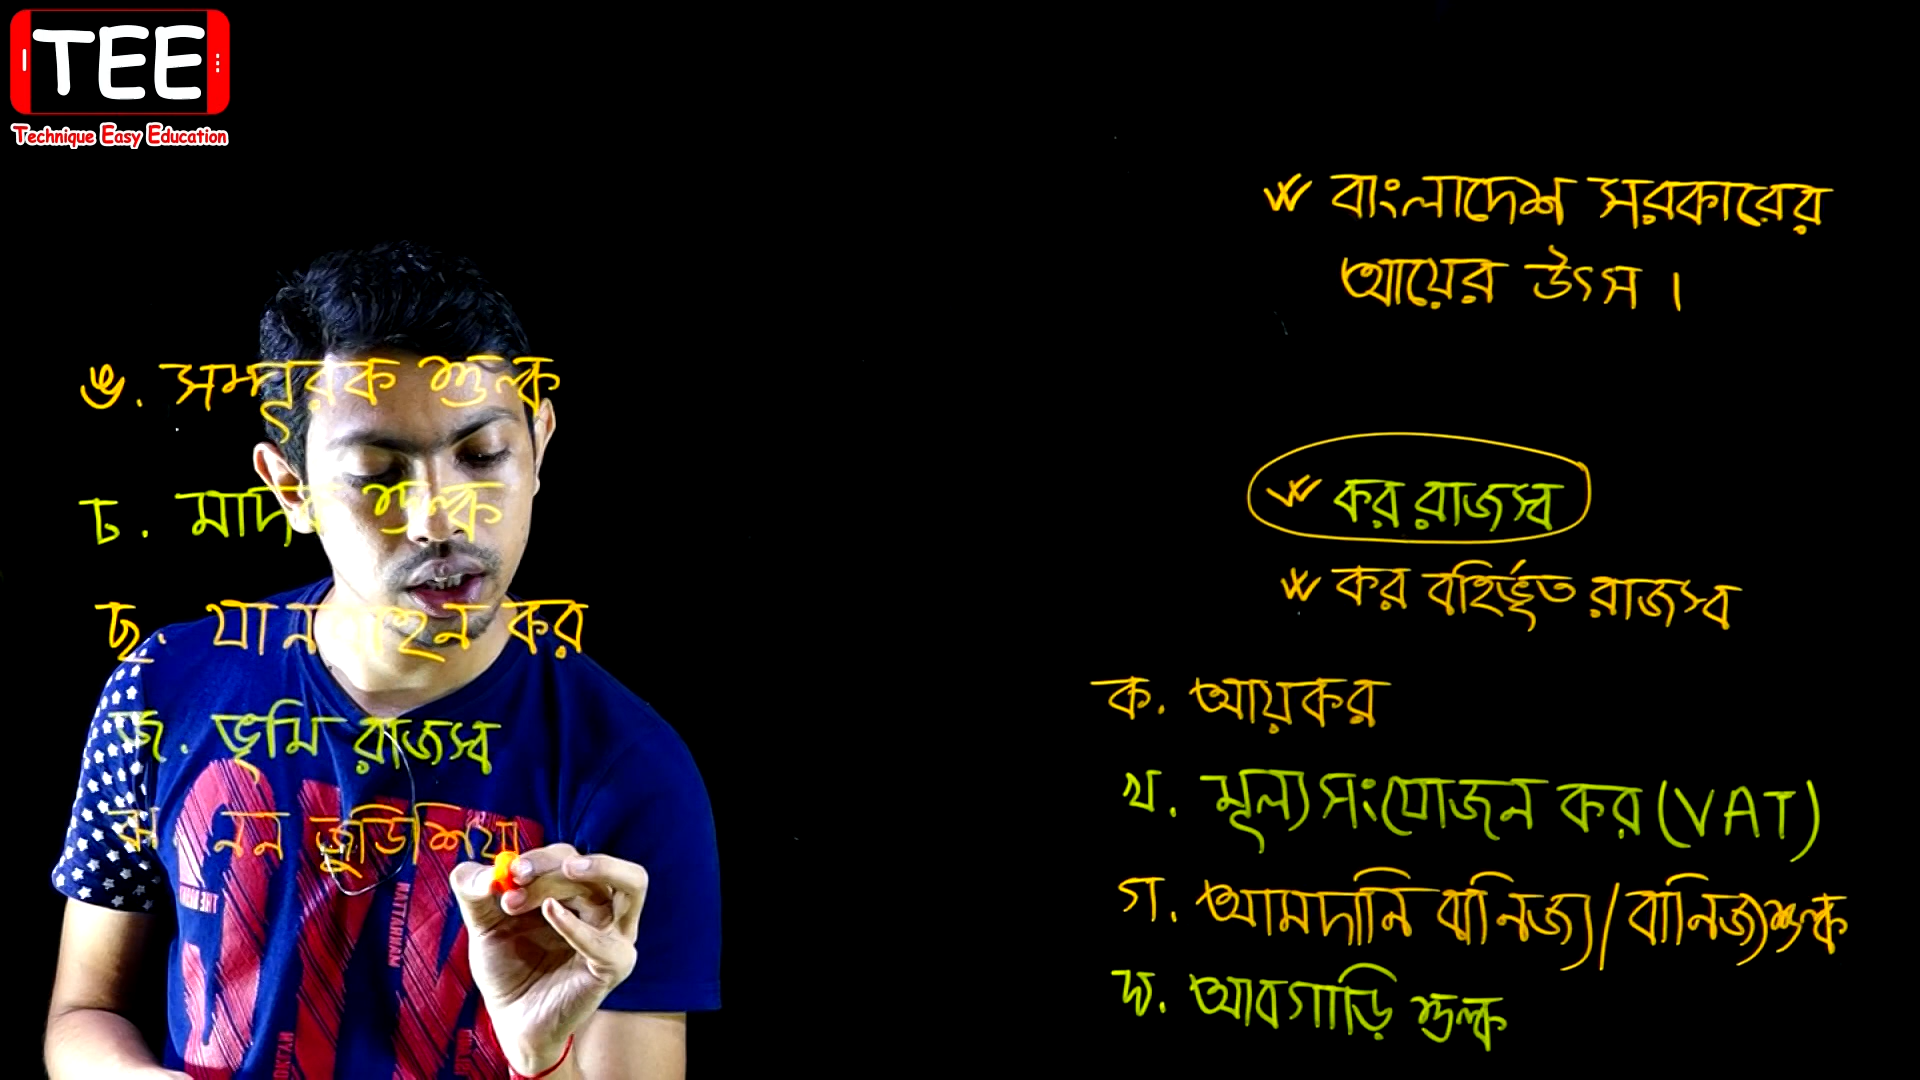 TEE
Technique Easy Education
বাংলাদেশ সরকারের
আয়ের উৎস ।
কর রাজস্ব
কর বহির্ভূত রাজস্ব
ক. আয়কর
খ. মূল্য সংযোজন কর (VAT)
গ. আমদানি বানিজ্য/বানিজ্য শুল্ক
ঘ. আবগাড়ি শুল্ক
ঙ. সম্পূরক শুল্ক
চ. মাদক শুল্ক
ছ. যানবাহন কর
জ. ভূমি রাজস্ব
ঝ. নন জুডিশিয়া
MATTARHAN